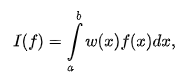 I(f) = ∫_a^b w(x)f(x)dx,